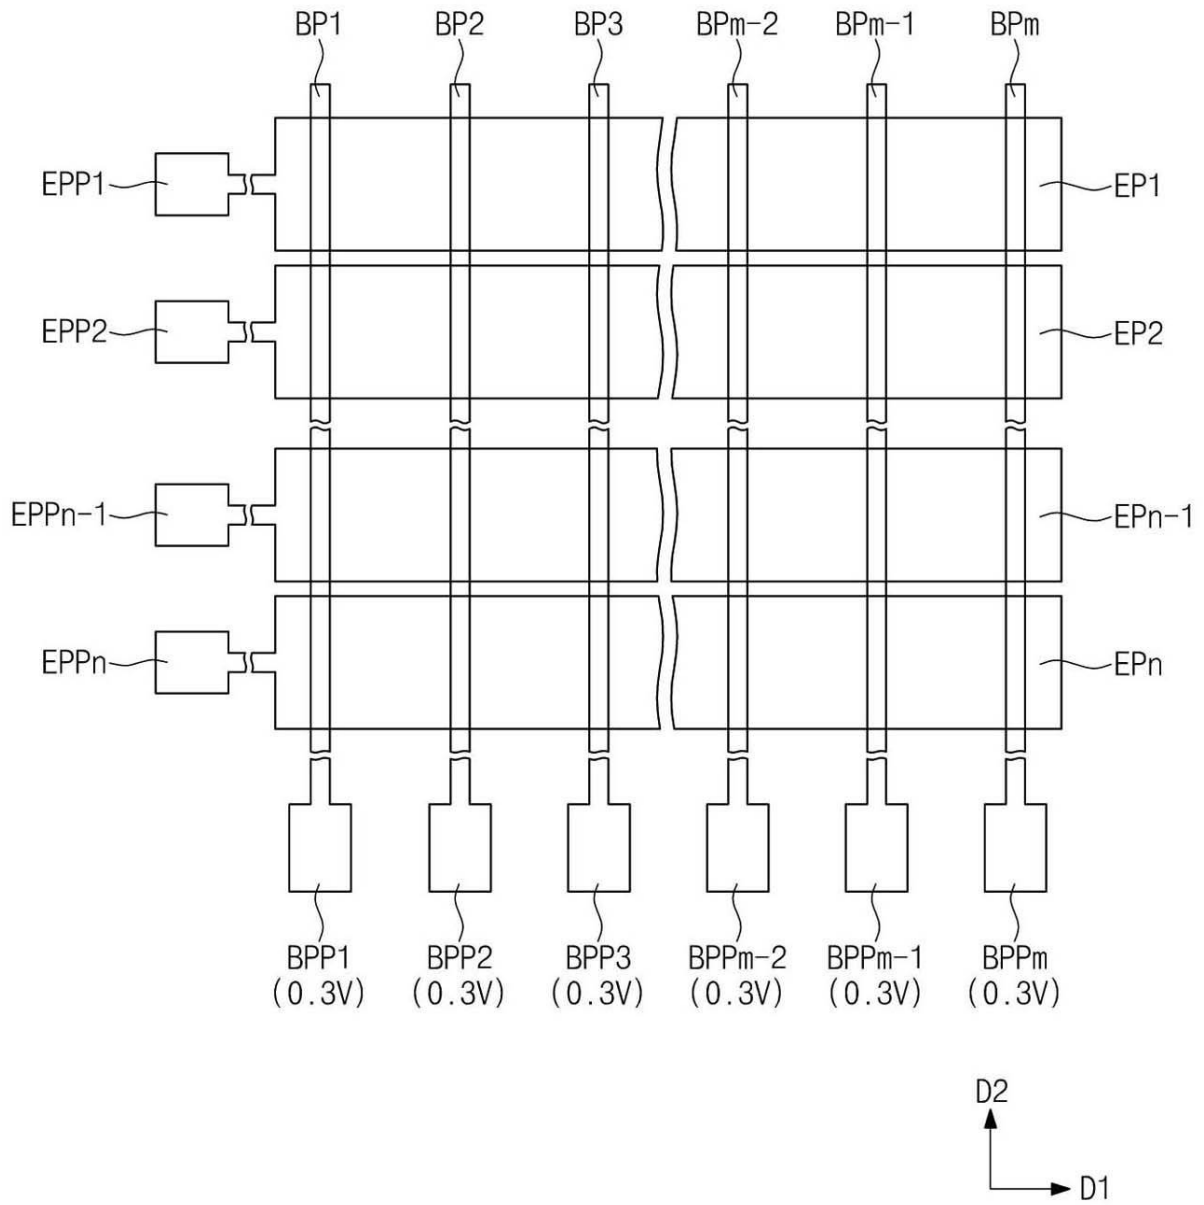 BP1 BP2 BP3 BPm-2 BPm-1 BPm
EPP1 EP1
EPP2 EP2
EPPn-1 EPn-1
EPPn EPn
BPP1 BPP2 BPP3 BPPm-2 BPPm-1 BPPm
(0.3V) (0.3V) (0.3V) (0.3V) (0.3V) (0.3V)
D2
D1